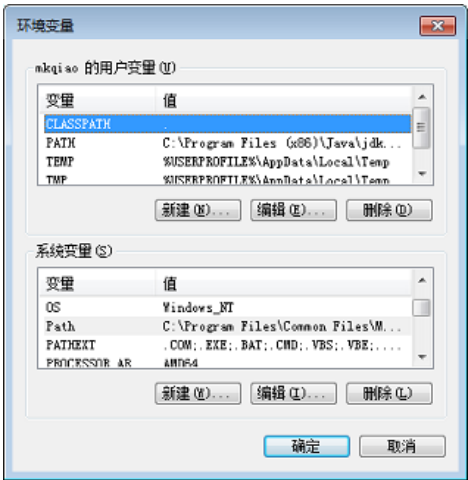 环境变量
mkqiao 的用户变量(U)
变量 值
CLASSPATH .
PATH C:\Program Files (x86)\Java\jdk...
TEMP %USERPROFILE%\AppData\Local\Temp
TMP %USERPROFILE%\AppData\Local\Temp
新建(N)... 编辑(E)... 删除(D)
系统变量(S)
变量 值
OS Windows_NT
Path C:\Program Files\Common Files\M...
PATHEXT .COM;.EXE;.BAT;.CMD;.VBS;.VBE;....
PROCESSOR_AR AMD64
新建(W)... 编辑(I)... 删除(L)
确定 取消